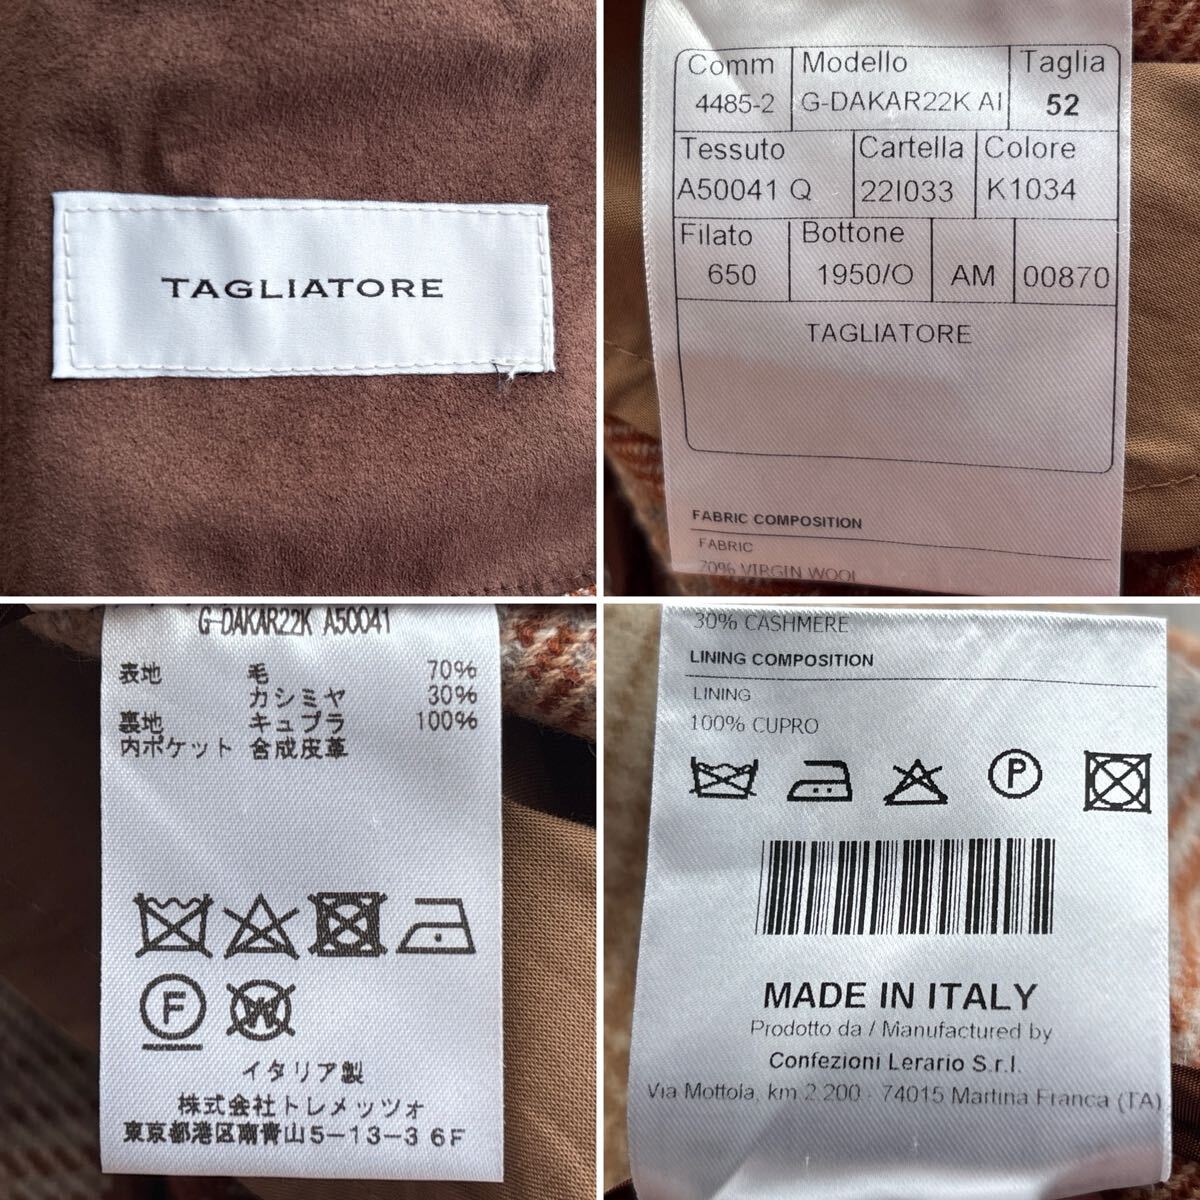 TAGLIATORE
Comm Modello Taglia
4485-2 G-DAKAR22K AI 52
Tessuto Cartella Colore
A50041 Q 22I033 K1034
Filato Bottone
650 1950/O AM 00870
TAGLIATORE
FABRIC COMPOSITION
FABRIC
70% VIRGIN WOOL
G-DAKAR22K A50041
表地 毛 70%
カシミヤ 30%
裏地 キュプラ 100%
内ポケット 合成皮革
F
W
イタリア製
株式会社トレメッツォ
東京都港区南青山5-13-3 6F
30% CASHMERE
LINING COMPOSITION
LINING
100% CUPRO
P
MADE IN ITALY
Prodotto da / Manufactured by
Confezioni Lerario S.r.l.
Via Mottola, km 2.200 - 74015 Martina Franca (TA)